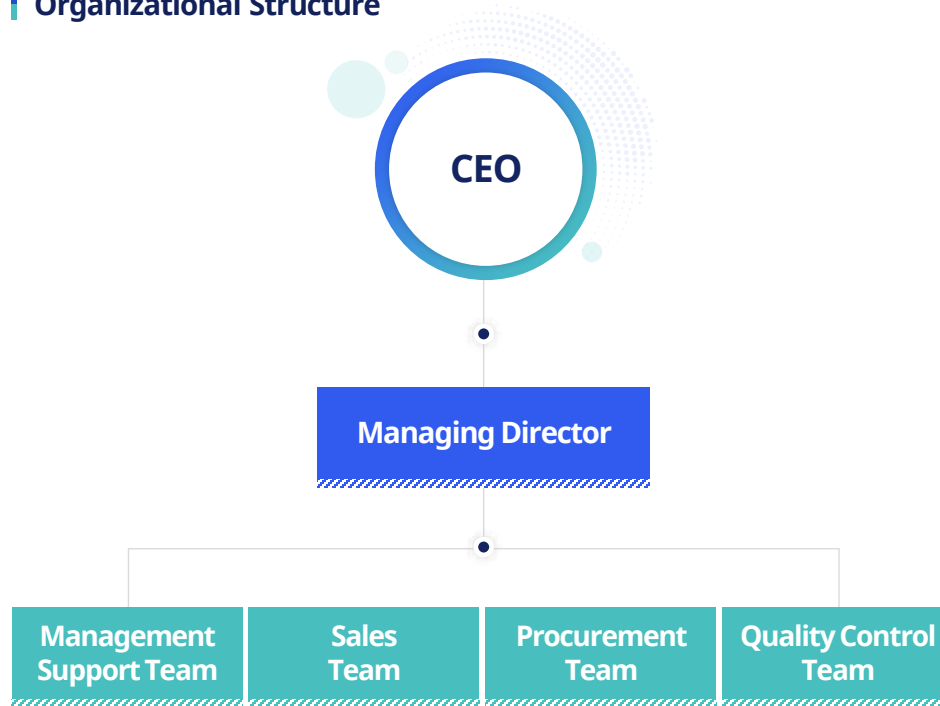 Organizational Structure
CEO
Managing Director
Management
Support Team
Sales
Team
Procurement
Team
Quality Control
Team